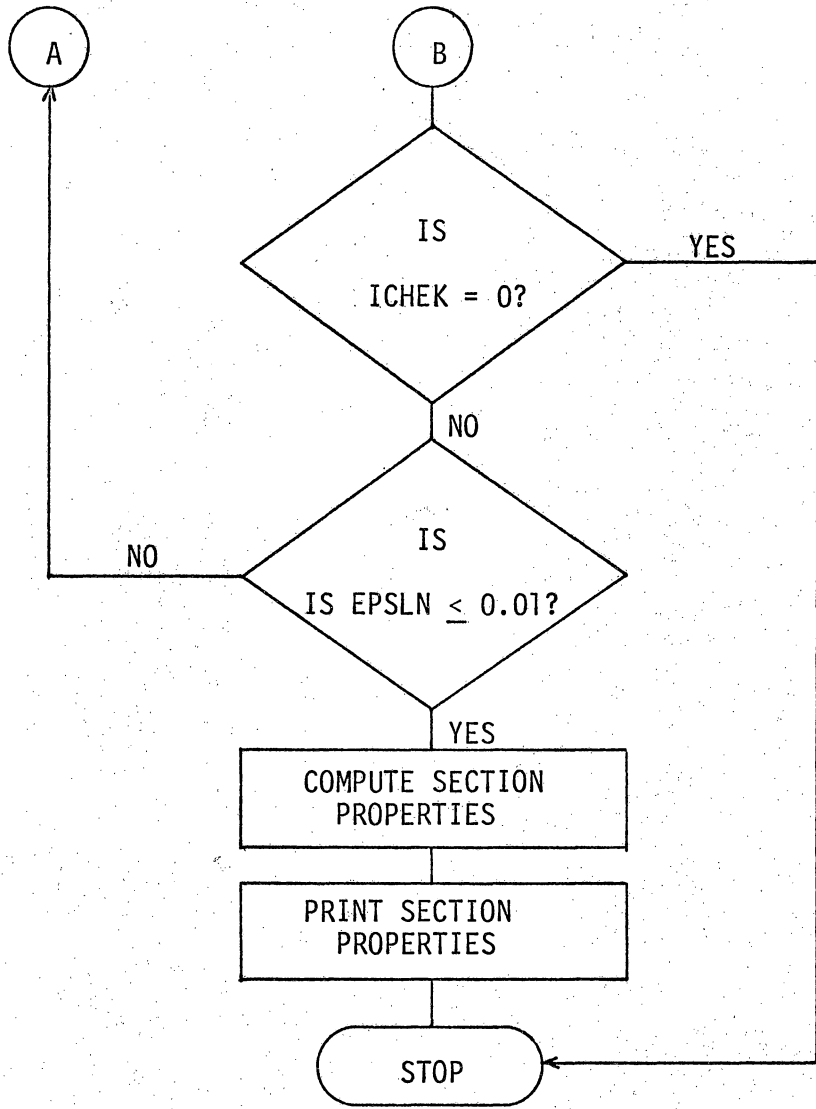 A
B
IS
ICHEK = 0?
YES
NO
IS
IS EPSLN ≤ 0.01?
NO
YES
COMPUTE SECTION
PROPERTIES
PRINT SECTION
PROPERTIES
STOP